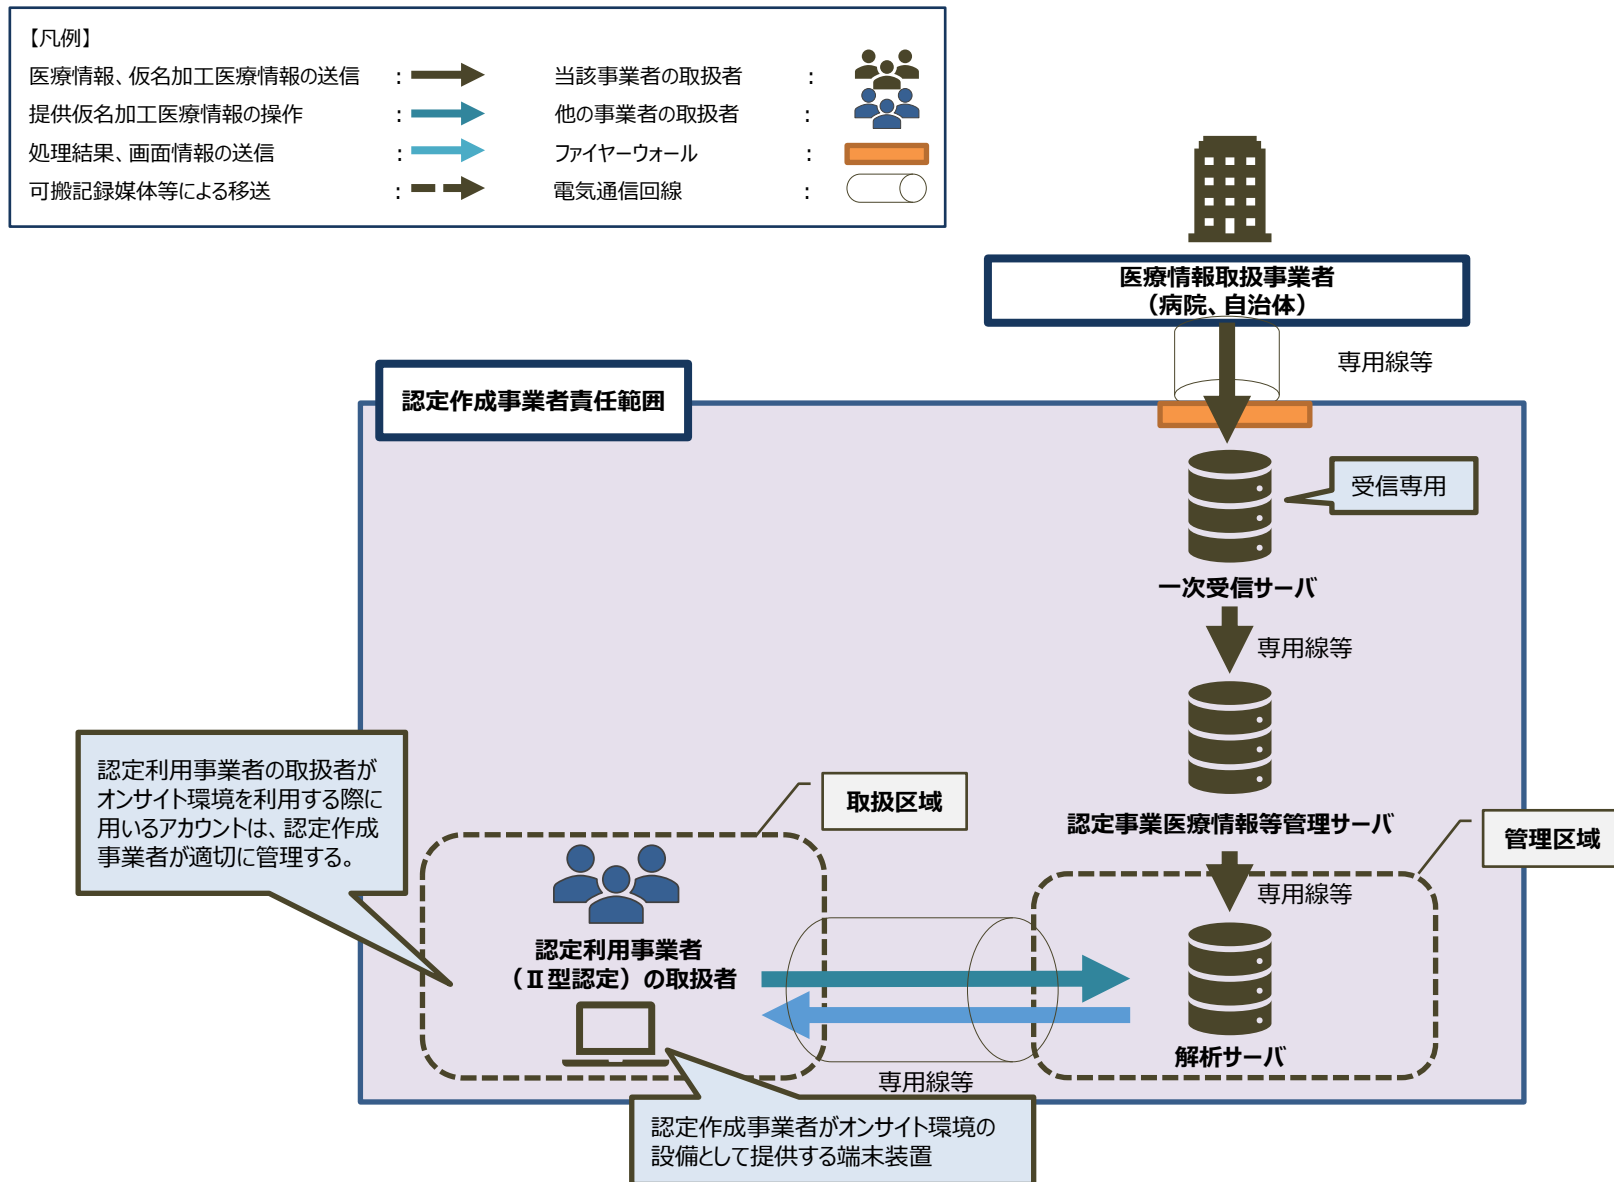 【凡例】
医療情報、仮名加工医療情報の送信 :
提供仮名加工医療情報の操作 :
処理結果、画面情報の送信 :
可搬記録媒体等による移送 :
当該事業者の取扱者 :
他の事業者の取扱者 :
ファイヤーウォール :
電気通信回線 :
医療情報取扱事業者
（病院、自治体）
専用線等
認定作成事業者責任範囲
受信専用
一次受信サーバ
専用線等
認定事業医療情報等管理サーバ
管理区域
専用線等
解析サーバ
認定利用事業者の取扱者が
オンサイト環境を利用する際に
用いるアカウントは、認定作成
事業者が適切に管理する。
取扱区域
認定利用事業者
（Ⅱ型認定）の取扱者
専用線等
認定作成事業者がオンサイト環境の
設備として提供する端末装置